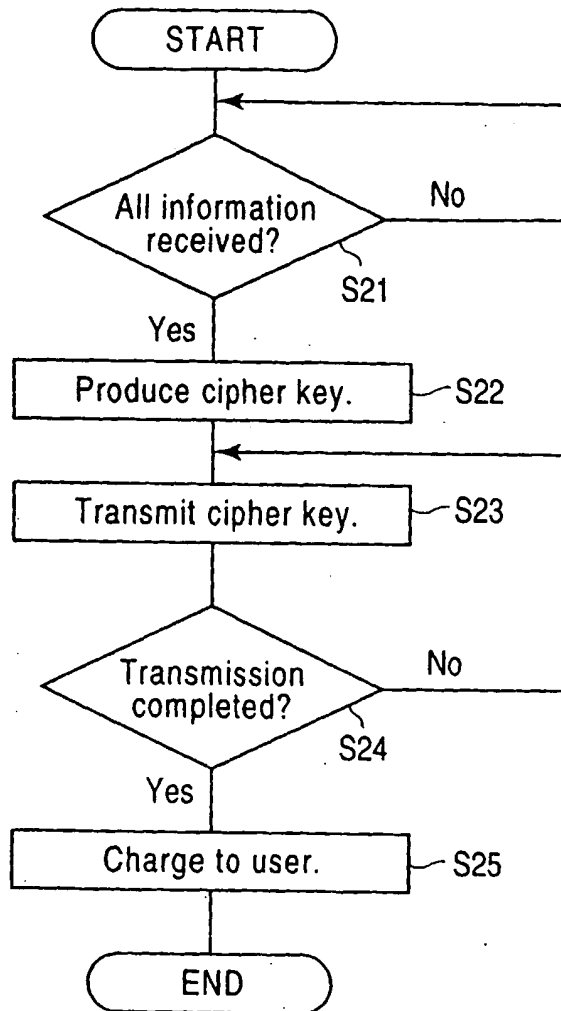 START
All information
received?
No
S21
Yes
Produce cipher key.
S22
Transmit cipher key.
S23
Transmission
completed?
No
S24
Yes
Charge to user.
S25
END